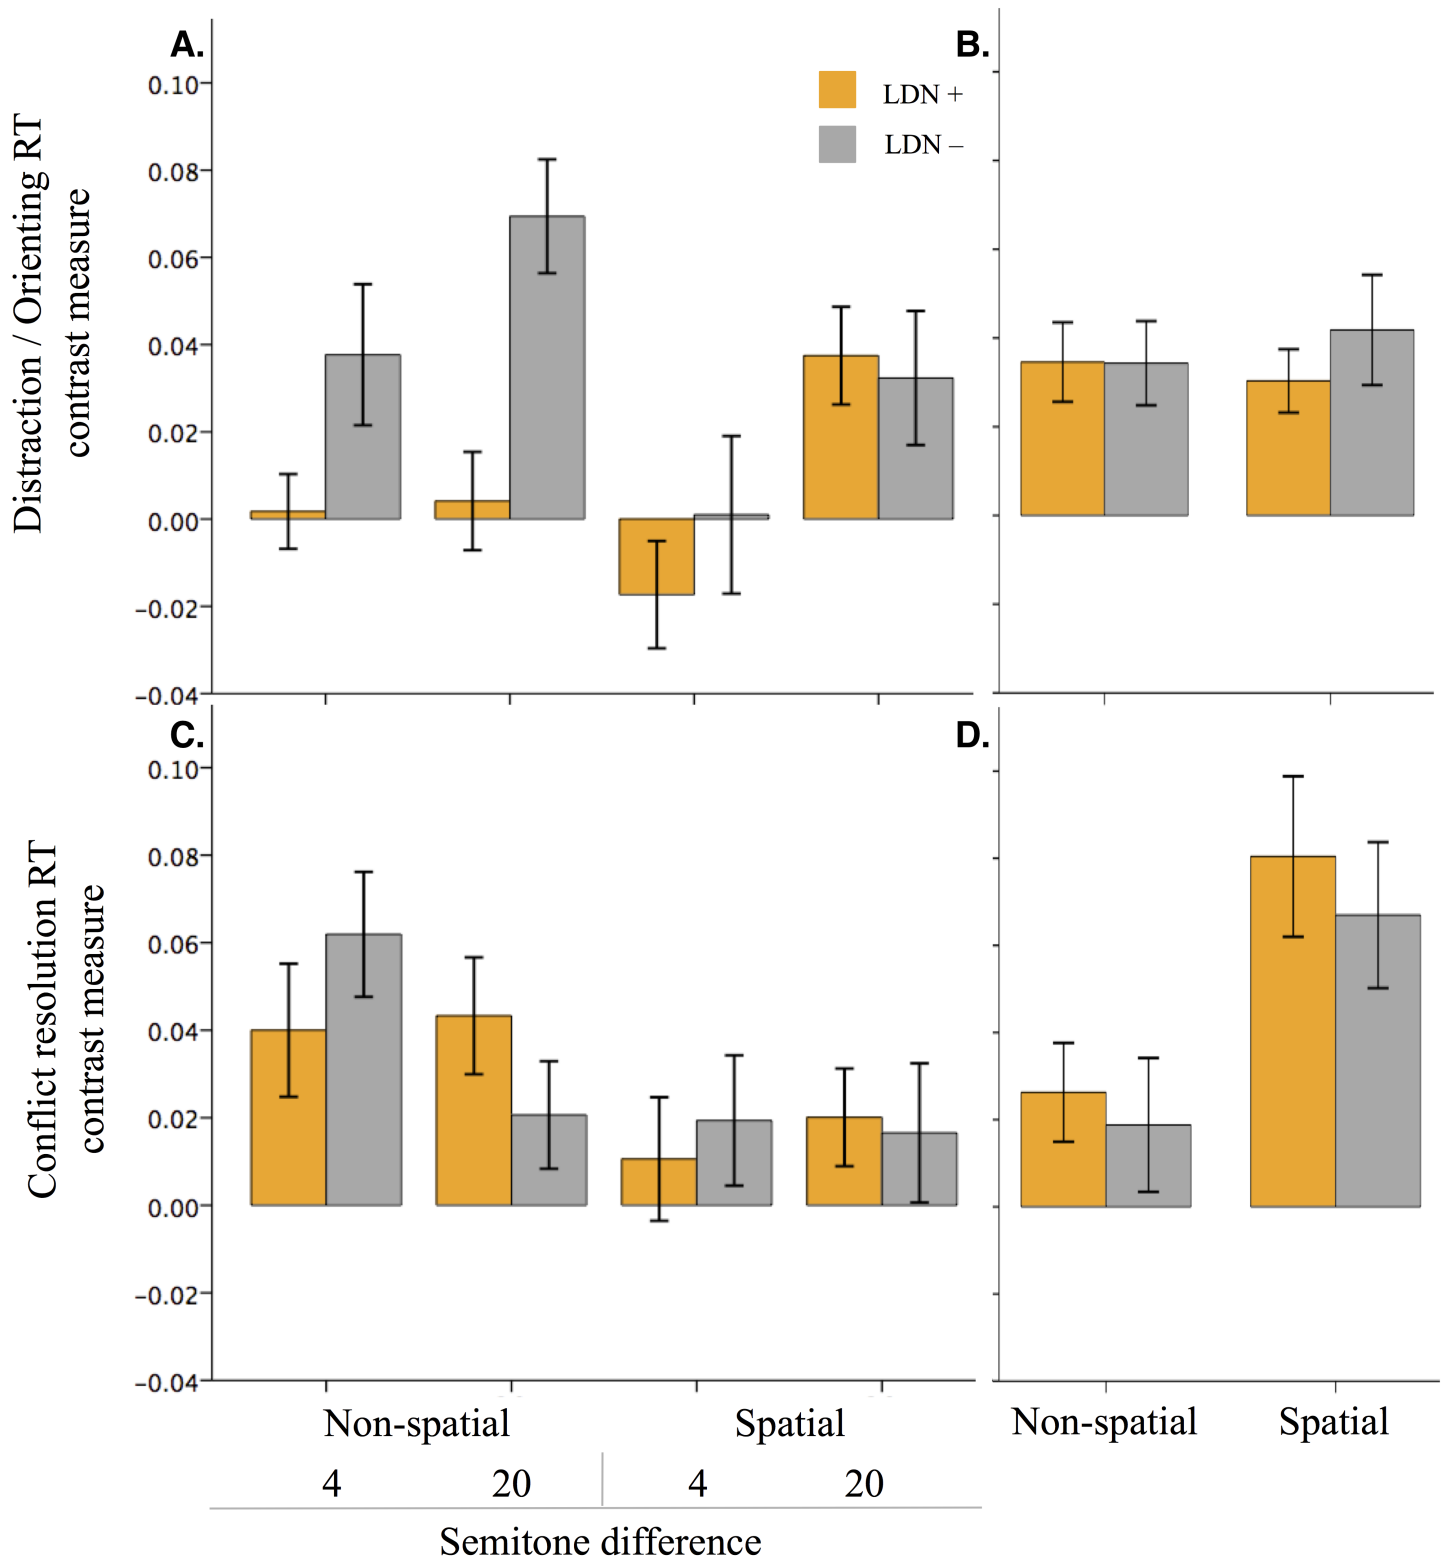 A.
B.
LDN +
LDN –
Distraction / Orienting RT
contrast measure
0.10
0.08
0.06
0.04
0.02
0.00
−0.02
−0.04
C.
D.
Conflict resolution RT
contrast measure
0.10
0.08
0.06
0.04
0.02
0.00
−0.02
−0.04
Non-spatial Spatial Non-spatial Spatial
4 20 4 20
Semitone difference